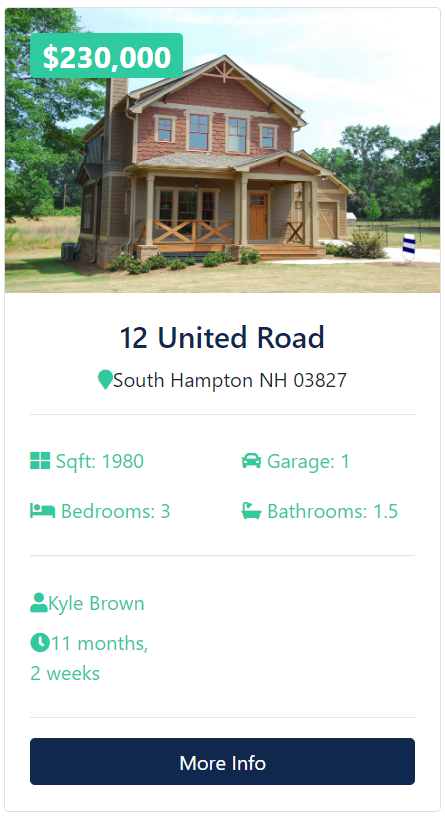 $230,000
12 United Road
South Hampton NH 03827
Sqft: 1980
Garage: 1
Bedrooms: 3
Bathrooms: 1.5
Kyle Brown
11 months,
2 weeks
More Info